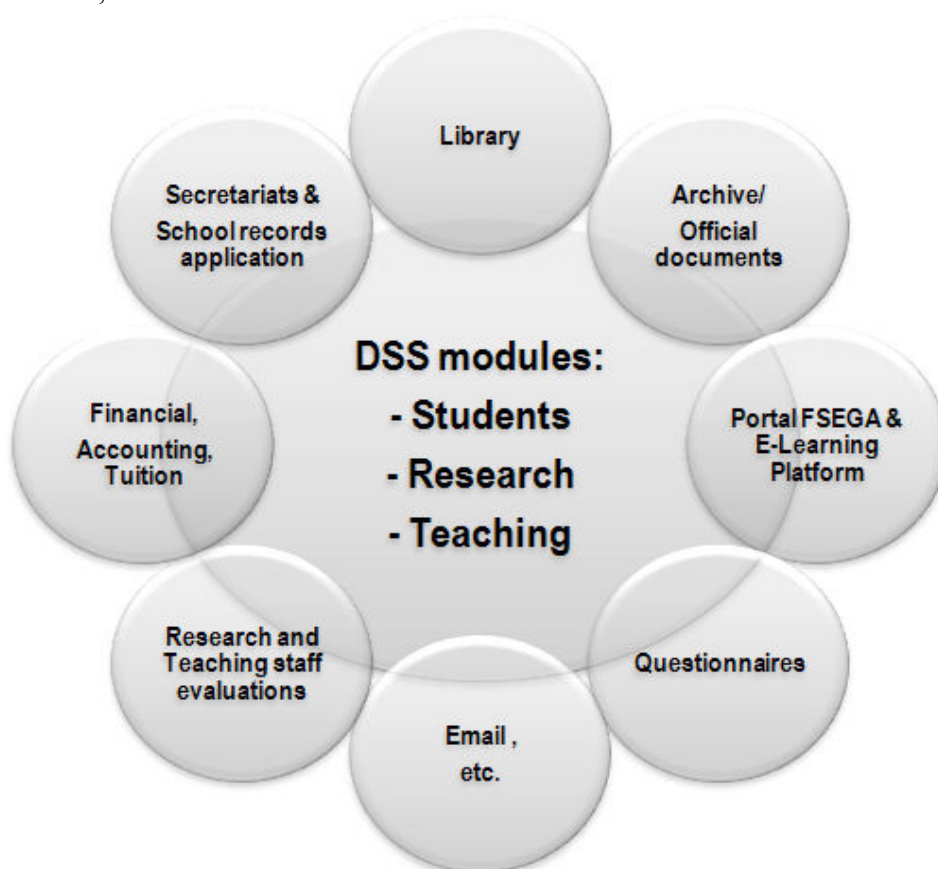 Library
Secretariats &
School records
application
Archive/
Official
documents
DSS modules:
- Students
- Research
- Teaching
Financial,
Accounting,
Tuition
Portal FSEGA &
E-Learning
Platform
Research and
Teaching staff
evaluations
Questionnaires
Email ,
etc.